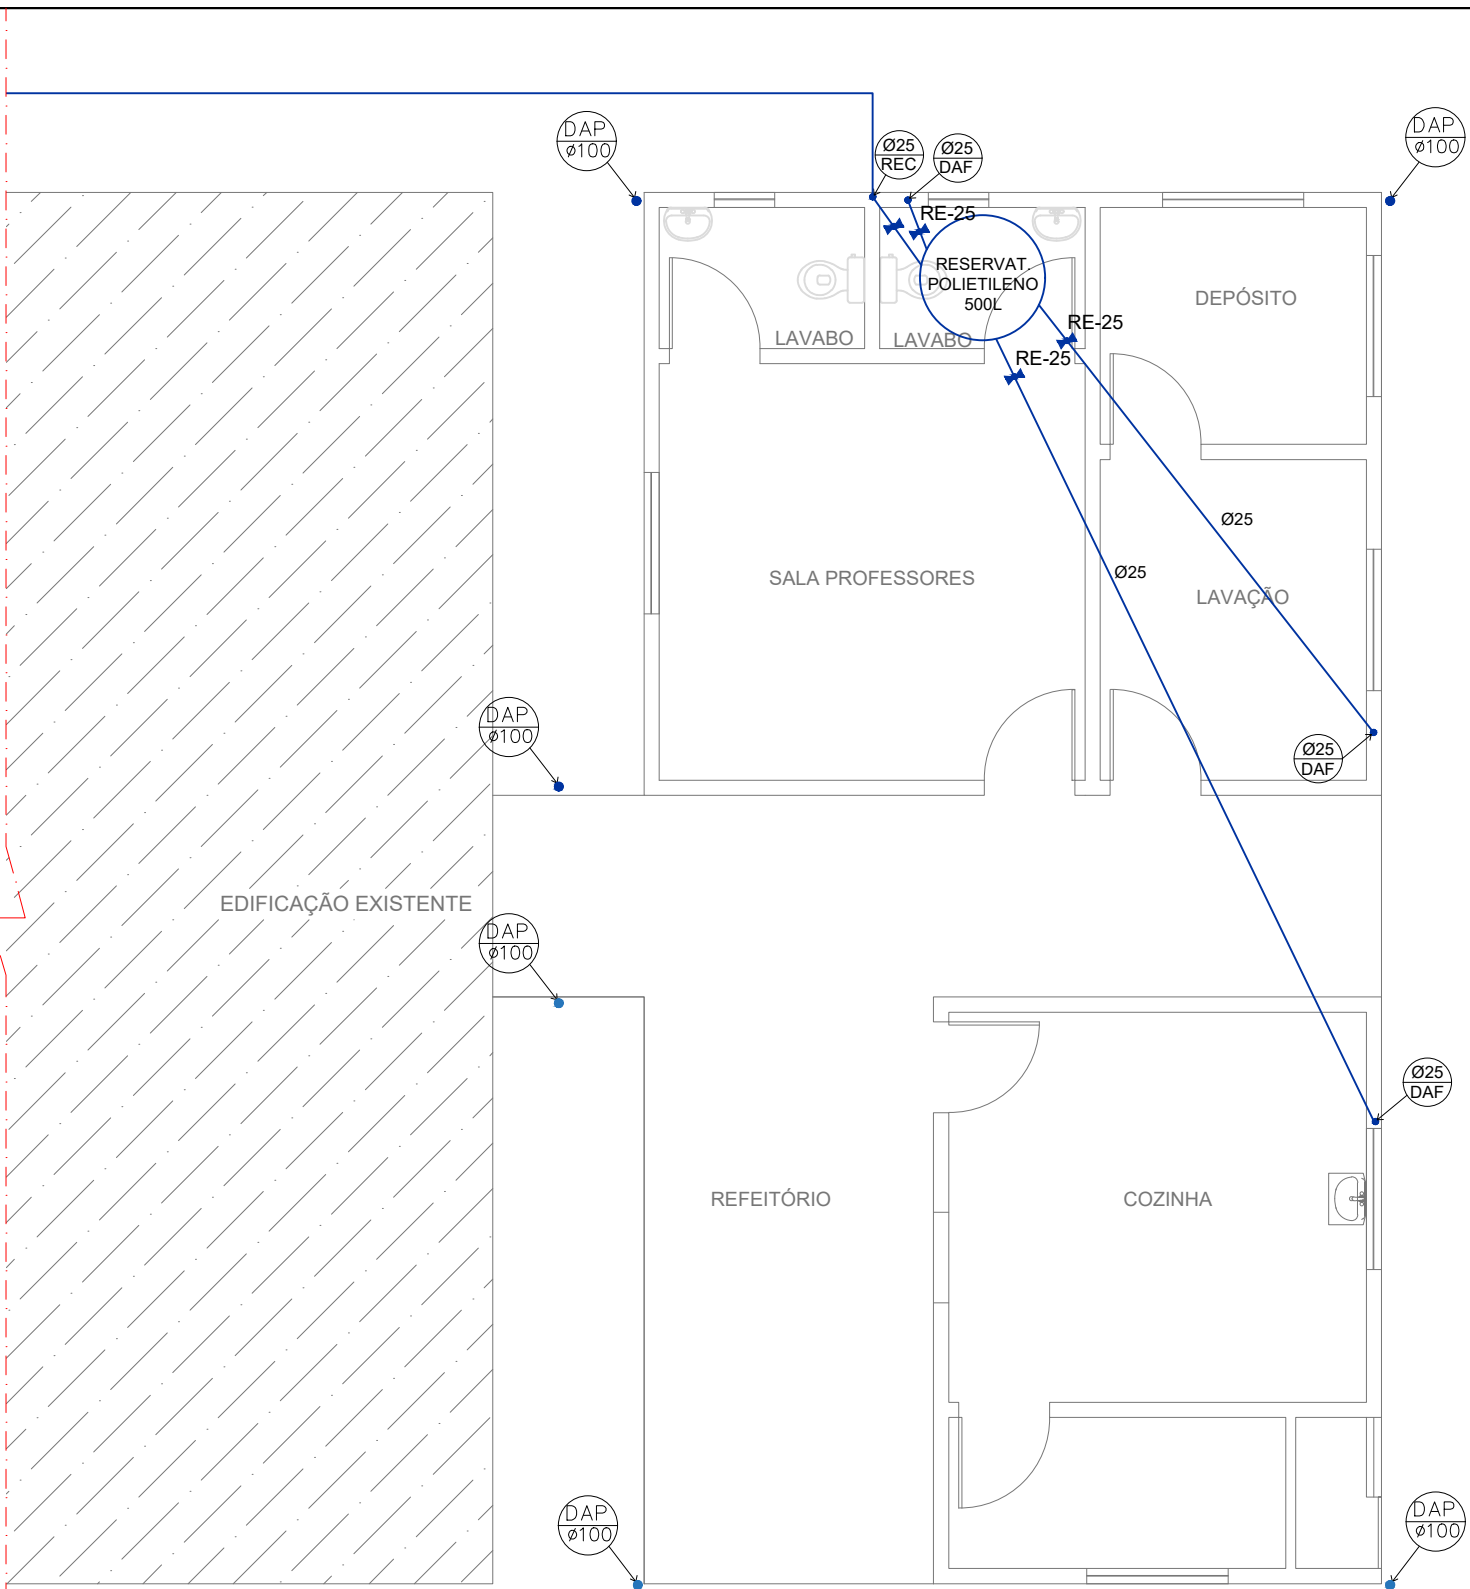 DAP
ø100
DAP
ø100
Ø25
REC
Ø25
DAF
RE-25
RESERVAT.
POLIETILENO
500L
DEPÓSITO
LAVABO
LAVABO
RE-25
RE-25
Ø25
Ø25
SALA PROFESSORES
LAVAÇÃO
DAP
ø100
Ø25
DAF
EDIFICAÇÃO EXISTENTE
DAP
ø100
Ø25
DAF
REFEITÓRIO
COZINHA
DAP
ø100
DAP
ø100